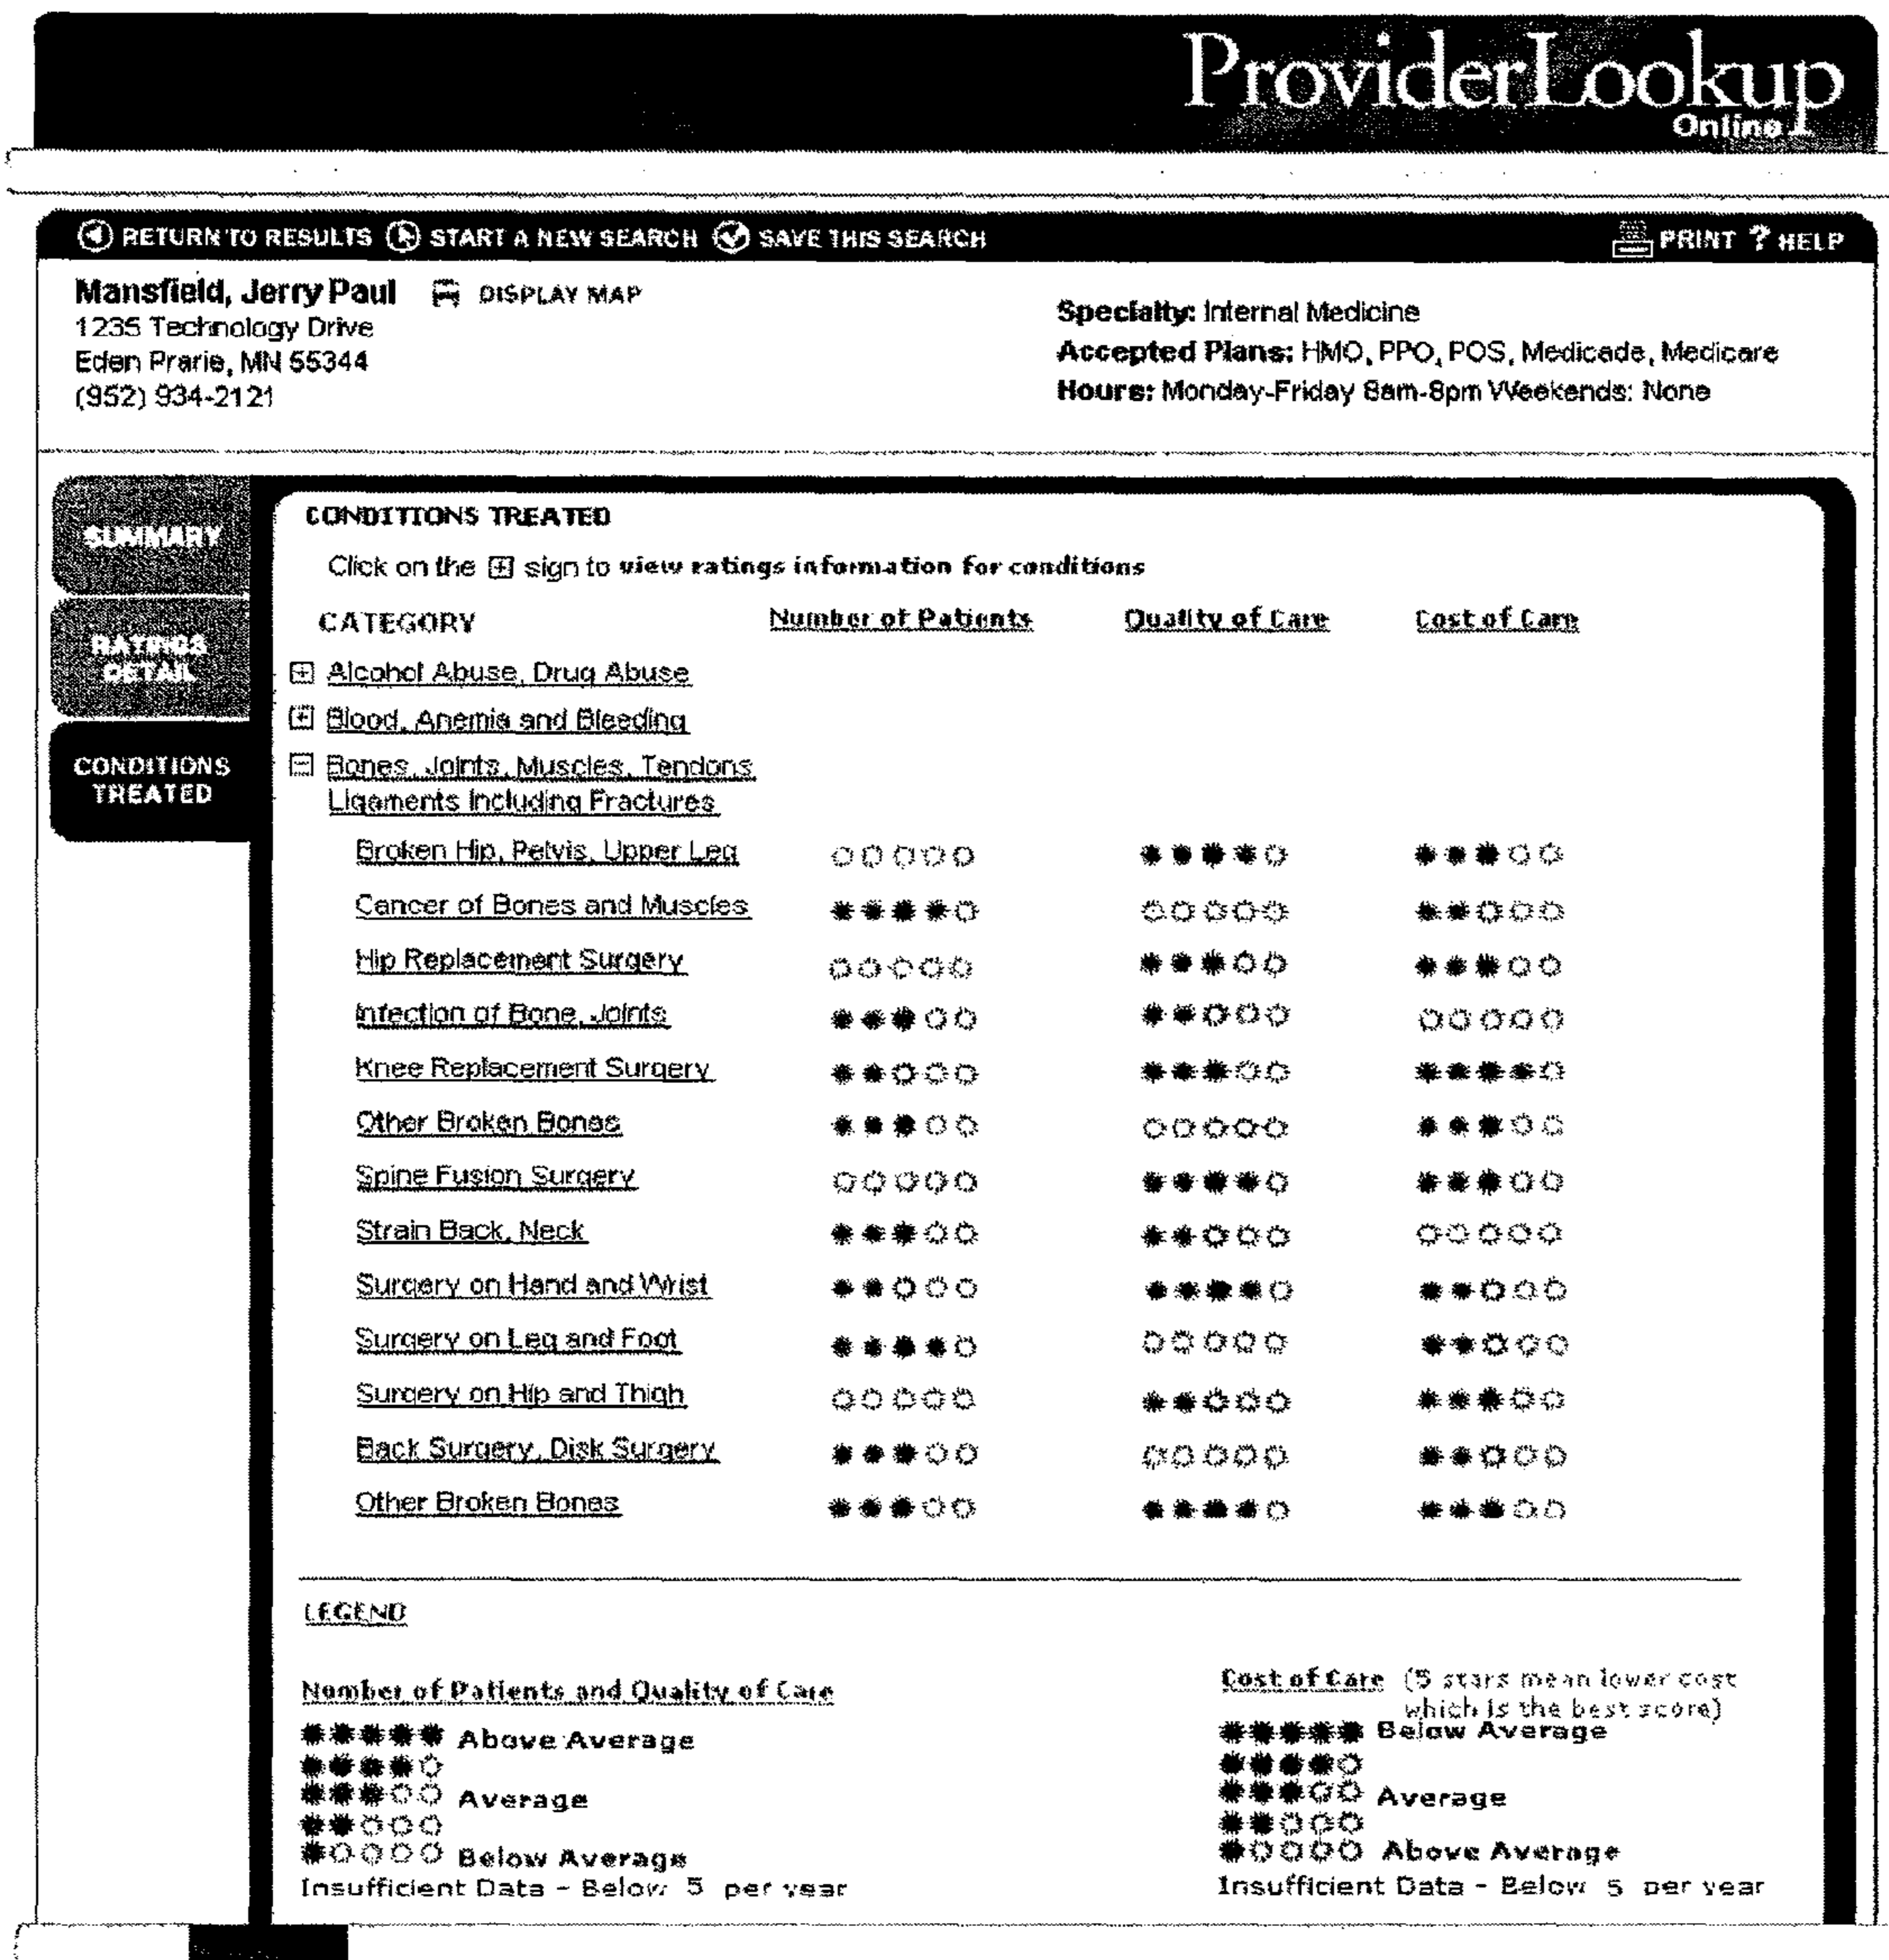 ProviderLookup
Online
RETURN TO RESULTS START A NEW SEARCH SAVE THIS SEARCH PRINT ? HELP
Mansfield, Jerry Paul DISPLAY MAP
1235 Technology Drive
Eden Prarie, MN 55344
(952) 934-2121
Specialty: Internal Medicine
Accepted Plans: HMO, PPO, POS, Medicade, Medicare
Hours: Monday-Friday 8am-8pm Weekends: None
SUMMARY
RATINGS
DETAIL
CONDITIONS
TREATED
CONDITIONS TREATED
Click on the + sign to view ratings information for conditions
CATEGORY Number of Patients Quality of Care Cost of Care
Alcohol Abuse, Drug Abuse
Blood, Anemia and Bleeding
Bones, Joints, Muscles, Tendons
Ligaments Including Fractures
Broken Hip, Pelvis, Upper Leg
Cancer of Bones and Muscles
Hip Replacement Surgery
Infection of Bone, Joints
Knee Replacement Surgery
Other Broken Bones
Spine Fusion Surgery
Strain Back, Neck
Surgery on Hand and Wrist
Surgery on Leg and Foot
Surgery on Hip and Thigh
Back Surgery, Disk Surgery
Other Broken Bones
LEGEND
Number of Patients and Quality of Care
Above Average
Average
Below Average
Insufficient Data - Below 5 per year
Cost of Care (5 stars mean lower cost
which is the best score)
Below Average
Average
Above Average
Insufficient Data - Below 5 per year